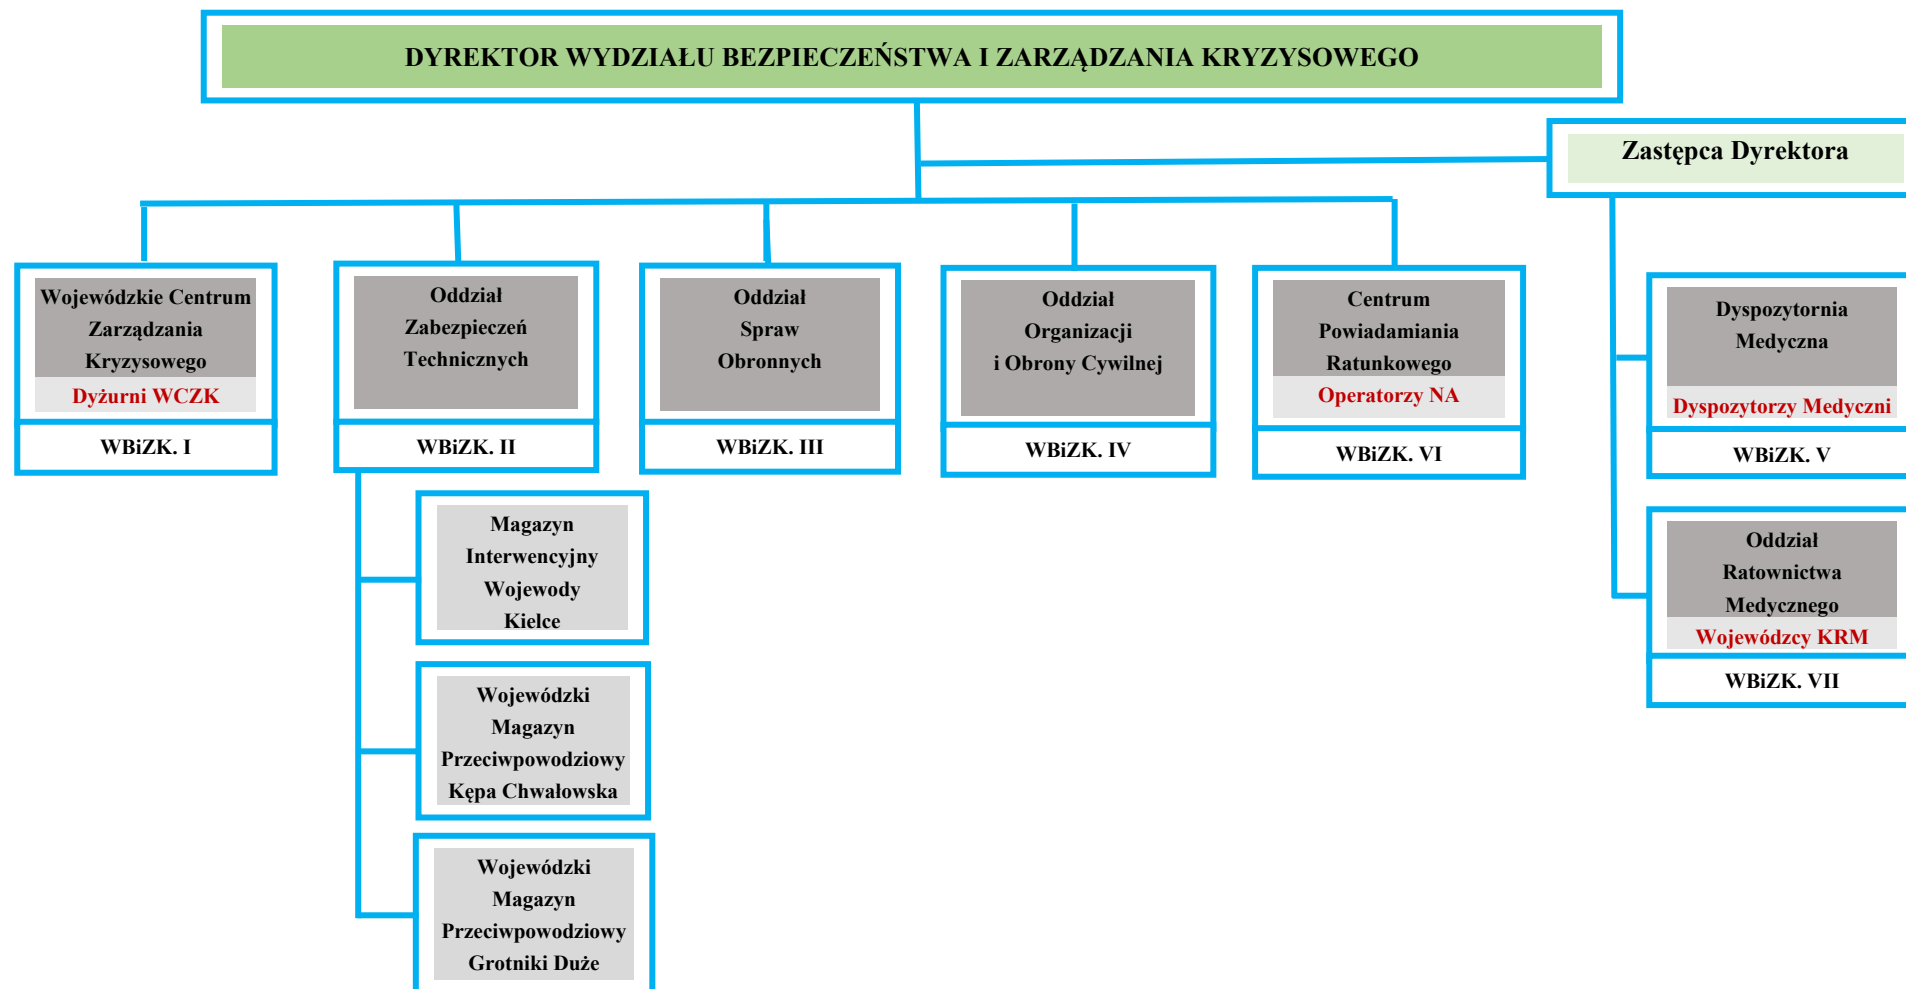 DYREKTOR WYDZIAŁU BEZPIECZEŃSTWA I ZARZĄDZANIA KRYZYSOWEGO
Zastępca Dyrektora
Wojewódzkie Centrum
Zarządzania
Kryzysowego
Dyżurni WCZK
WBiZK. I
Oddział
Zabezpieczeń
Technicznych
WBiZK. II
Oddział
Spraw
Obronnych
WBiZK. III
Oddział
Organizacji
i Obrony Cywilnej
WBiZK. IV
Centrum
Powiadamiania
Ratunkowego
Operatorzy NA
WBiZK. VI
Dyspozytornia
Medyczna
Dyspozytorzy Medyczni
WBiZK. V
Oddział
Ratownictwa
Medycznego
Wojewódzcy KRM
WBiZK. VII
Magazyn
Interwencyjny
Wojewody
Kielce
Wojewódzki
Magazyn
Przeciwpowodziowy
Kępa Chwałowska
Wojewódzki
Magazyn
Przeciwpowodziowy
Grotniki Duże